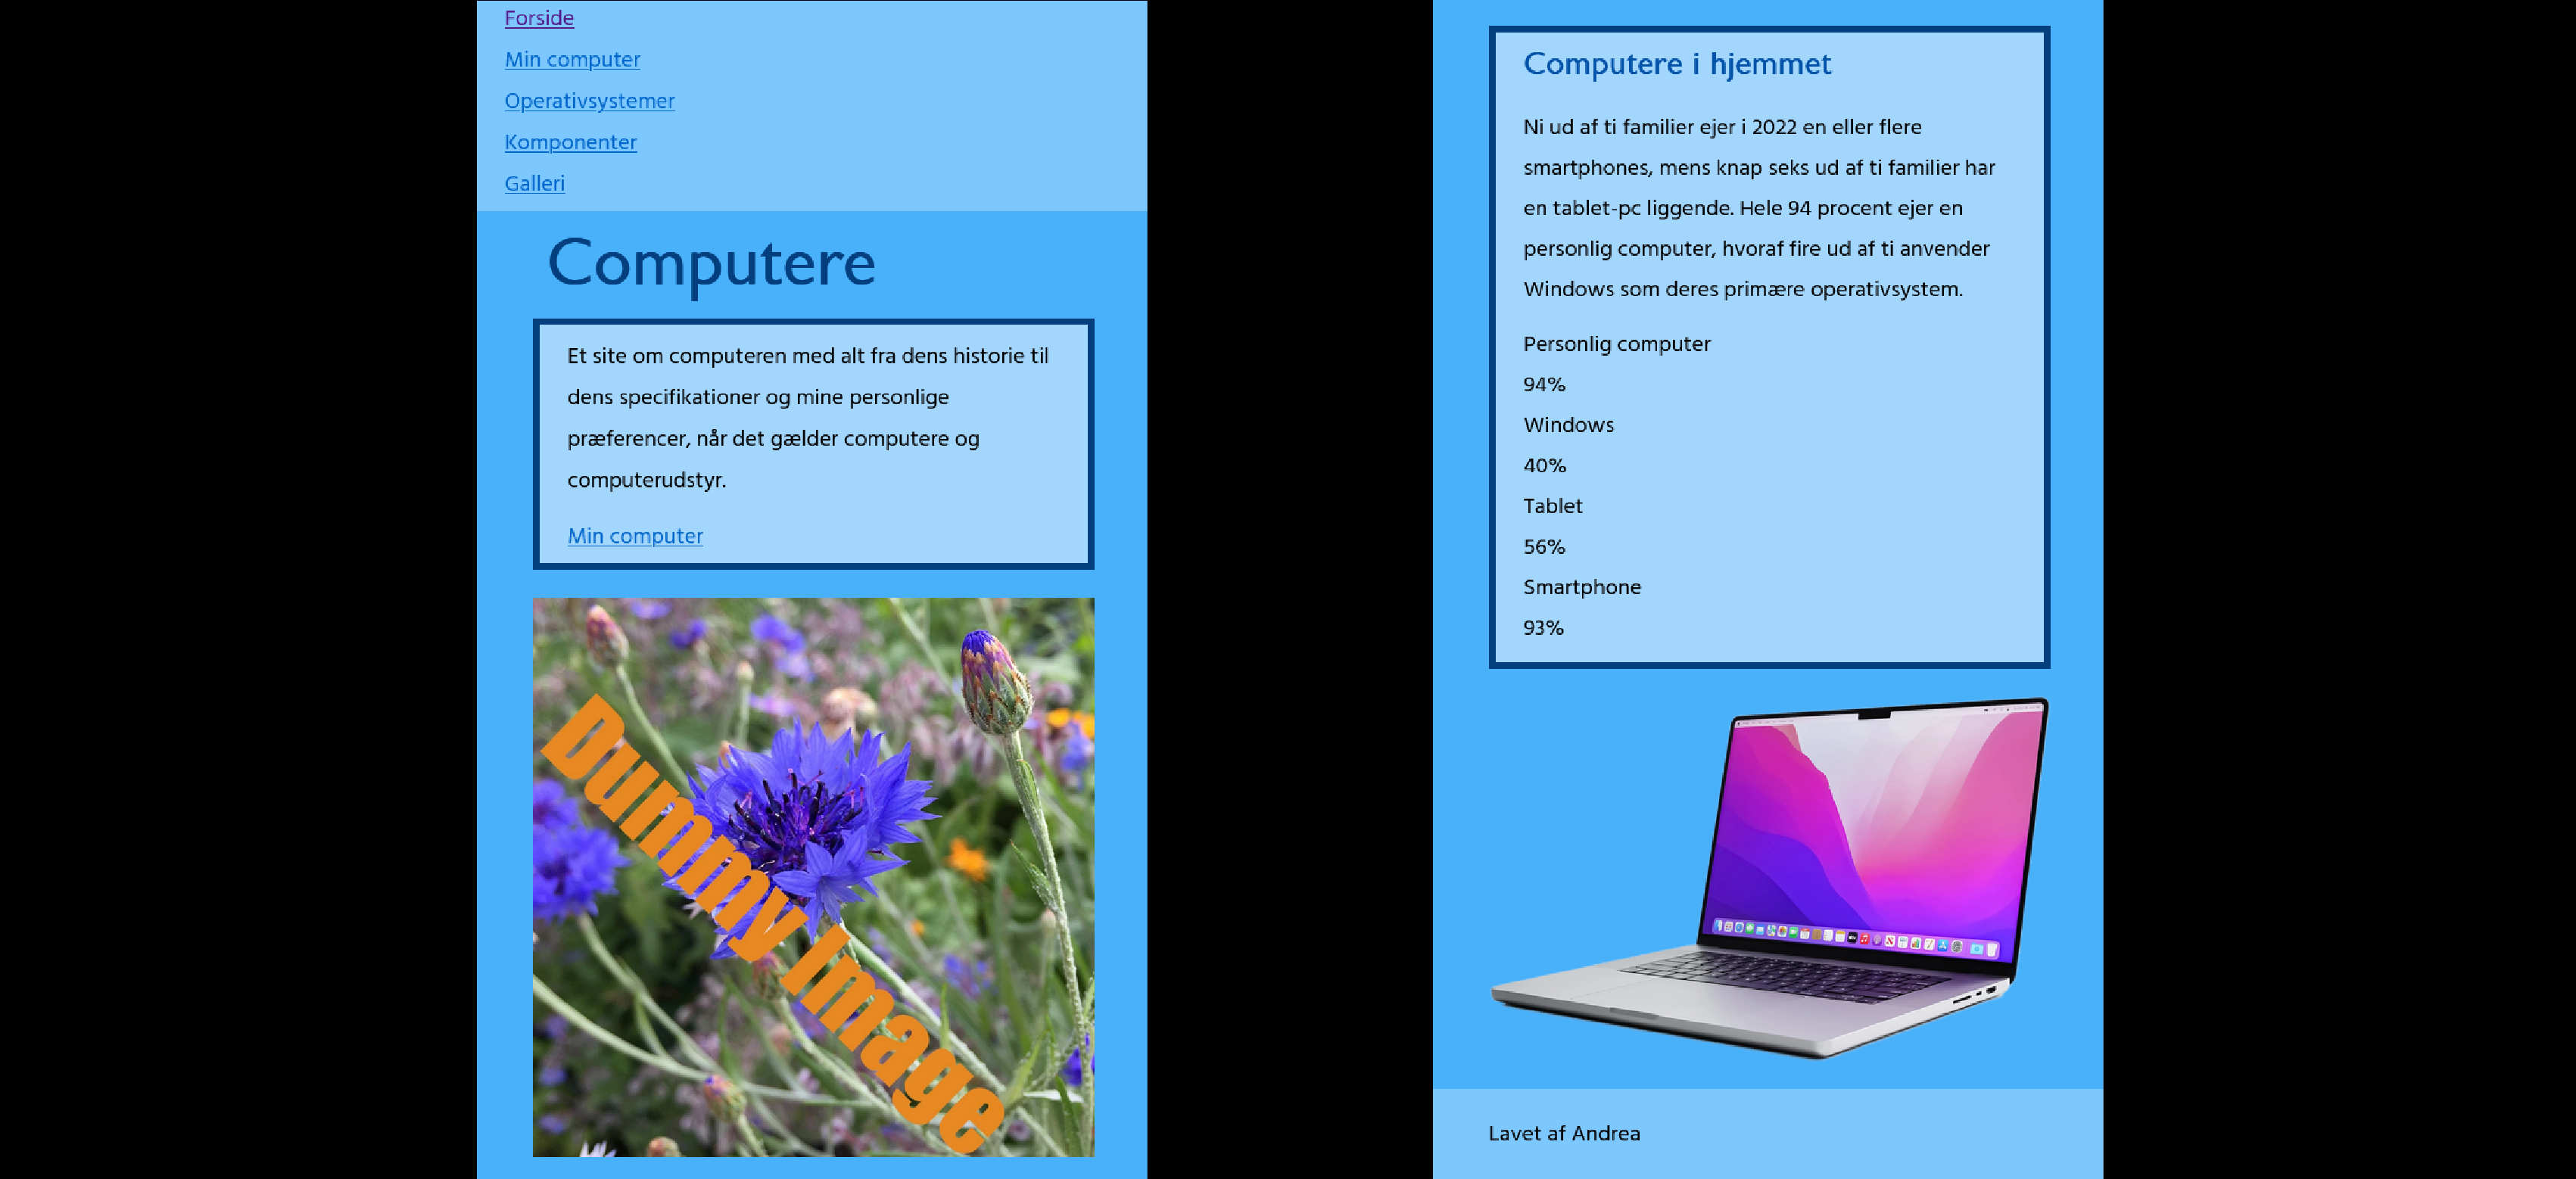 Forside
Min computer
Operativsystemer
Komponenter
Galleri
Computere
Et site om computeren med alt fra dens historie til
dens specifikationer og mine personlige
præferencer, når det gælder computere og
computerudstyr.
Min computer
Dummy Image
Computere i hjemmet
Ni ud af ti familier ejer i 2022 en eller flere
smartphones, mens knap seks ud af ti familier har
en tablet-pc liggende. Hele 94 procent ejer en
personlig computer, hvoraf fire ud af ti anvender
Windows som deres primære operativsystem.
Personlig computer
94%
Windows
40%
Tablet
56%
Smartphone
93%
Lavet af Andrea